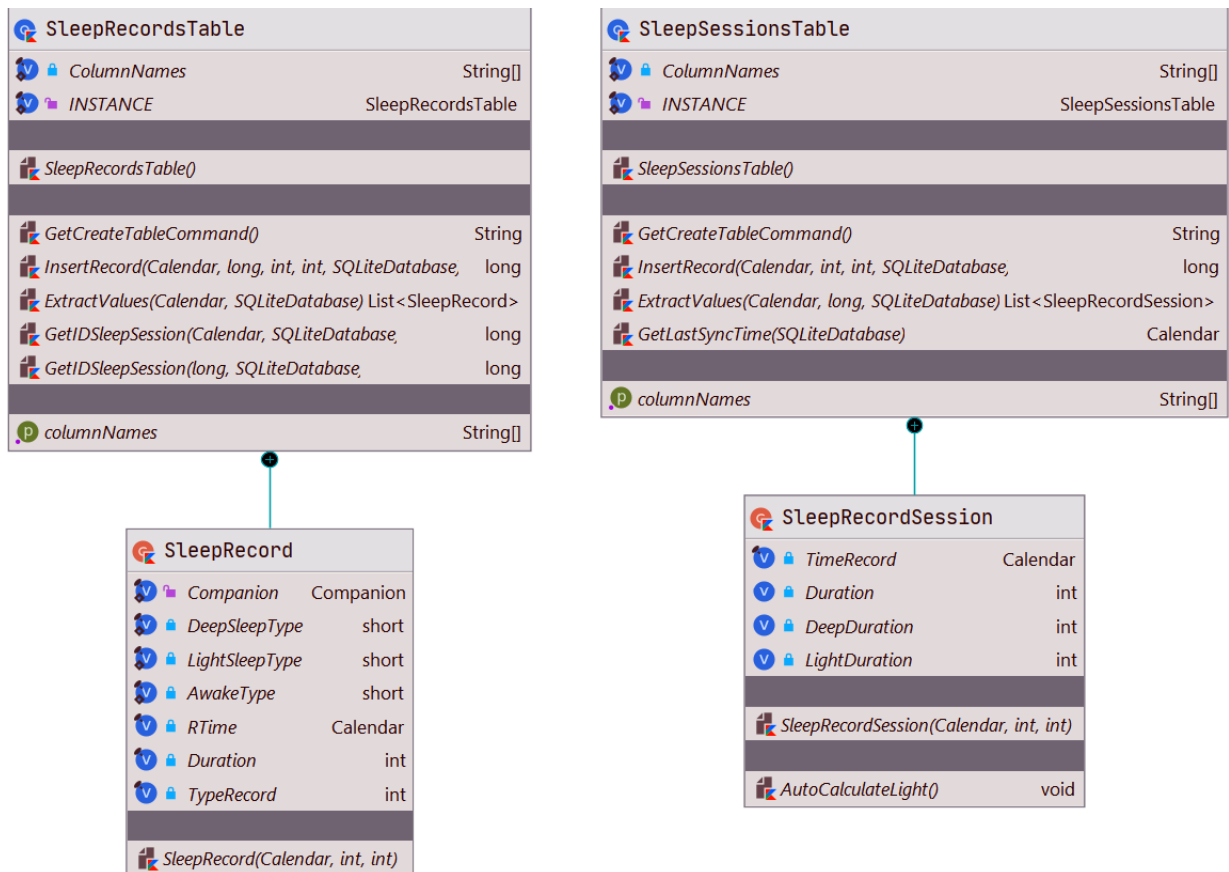 SleepRecordsTable
ColumnNames String[]
INSTANCE SleepRecordsTable
SleepRecordsTable()
GetCreateTableCommand() String
InsertRecord(Calendar, long, int, int, SQLiteDatabase, long
ExtractValues(Calendar, SQLiteDatabase) List<SleepRecord>
GetIDSleepSession(Calendar, SQLiteDatabase, long
GetIDSleepSession(long, SQLiteDatabase, long
columnNames String[]
SleepRecord
Companion Companion
DeepSleepType short
LightSleepType short
AwakeType short
RTime Calendar
Duration int
TypeRecord int
SleepRecord(Calendar, int, int)
SleepSessionsTable
ColumnNames String[]
INSTANCE SleepSessionsTable
SleepSessionsTable()
GetCreateTableCommand() String
InsertRecord(Calendar, int, int, SQLiteDatabase, long
ExtractValues(Calendar, long, SQLiteDatabase) List<SleepRecordSession>
GetLastSyncTime(SQLiteDatabase) Calendar
columnNames String[]
SleepRecordSession
TimeRecord Calendar
Duration int
DeepDuration int
LightDuration int
SleepRecordSession(Calendar, int, int)
AutoCalculateLight() void